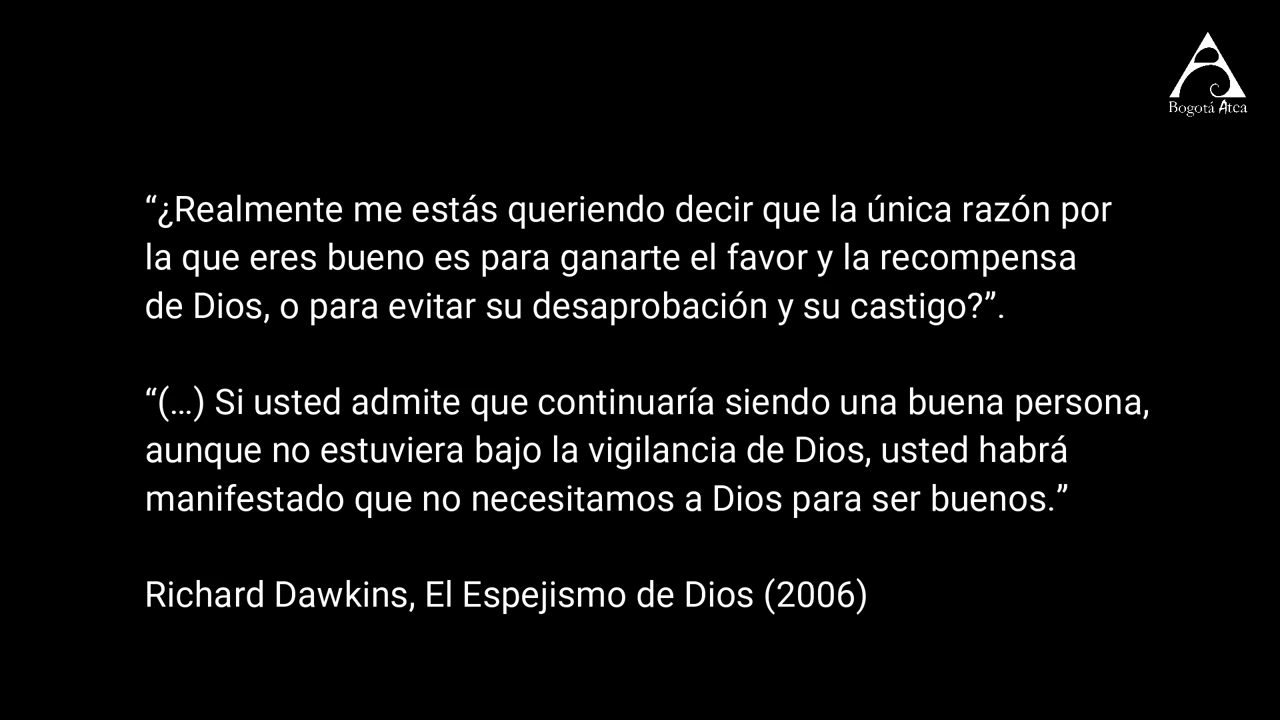 Bogotá Atea
“¿Realmente me estás queriendo decir que la única razón por
la que eres bueno es para ganarte el favor y la recompensa
de Dios, o para evitar su desaprobación y su castigo?”.
“(...) Si usted admite que continuaría siendo una buena persona,
aunque no estuviera bajo la vigilancia de Dios, usted habrá
manifestado que no necesitamos a Dios para ser buenos.”
Richard Dawkins, El Espejismo de Dios (2006)